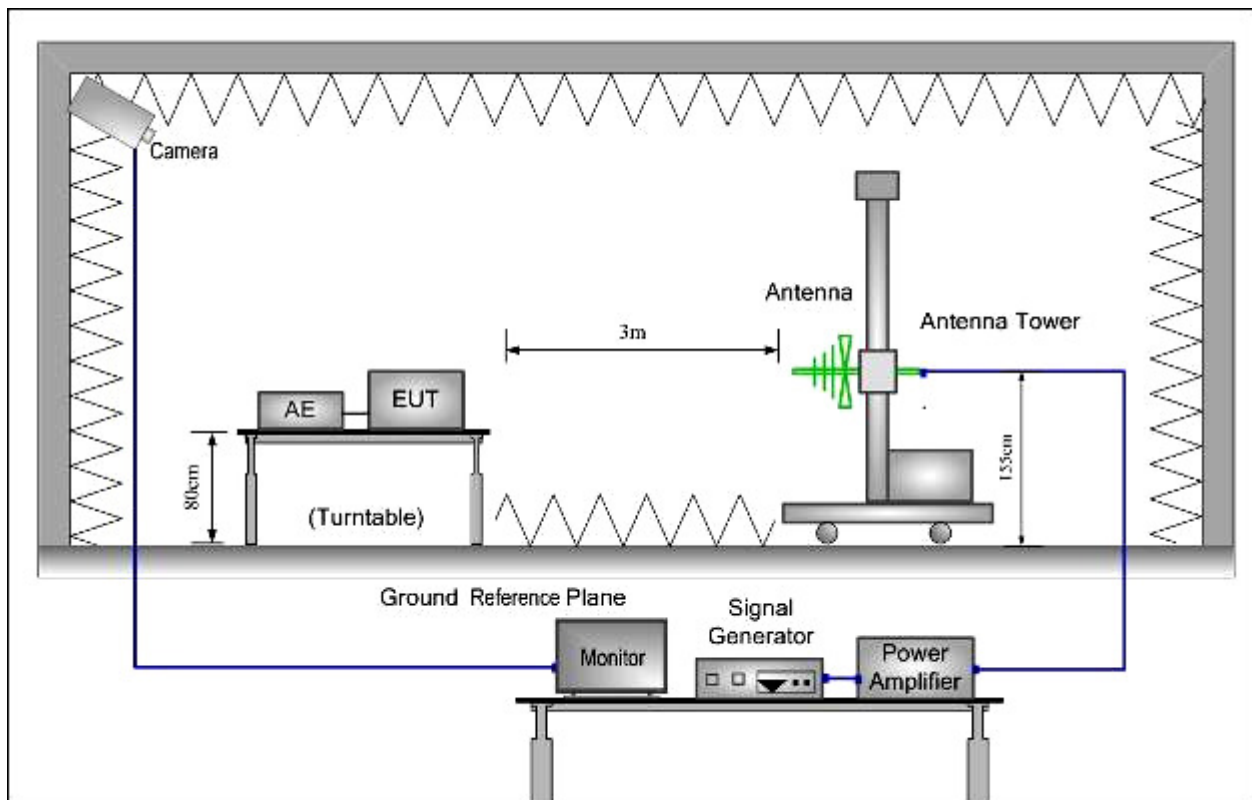 Camera
Antenna
Antenna Tower
3m
AE
EUT
80cm
155cm
(Turntable)
Ground Reference Plane
Signal
Generator
Monitor
Power
Amplifier